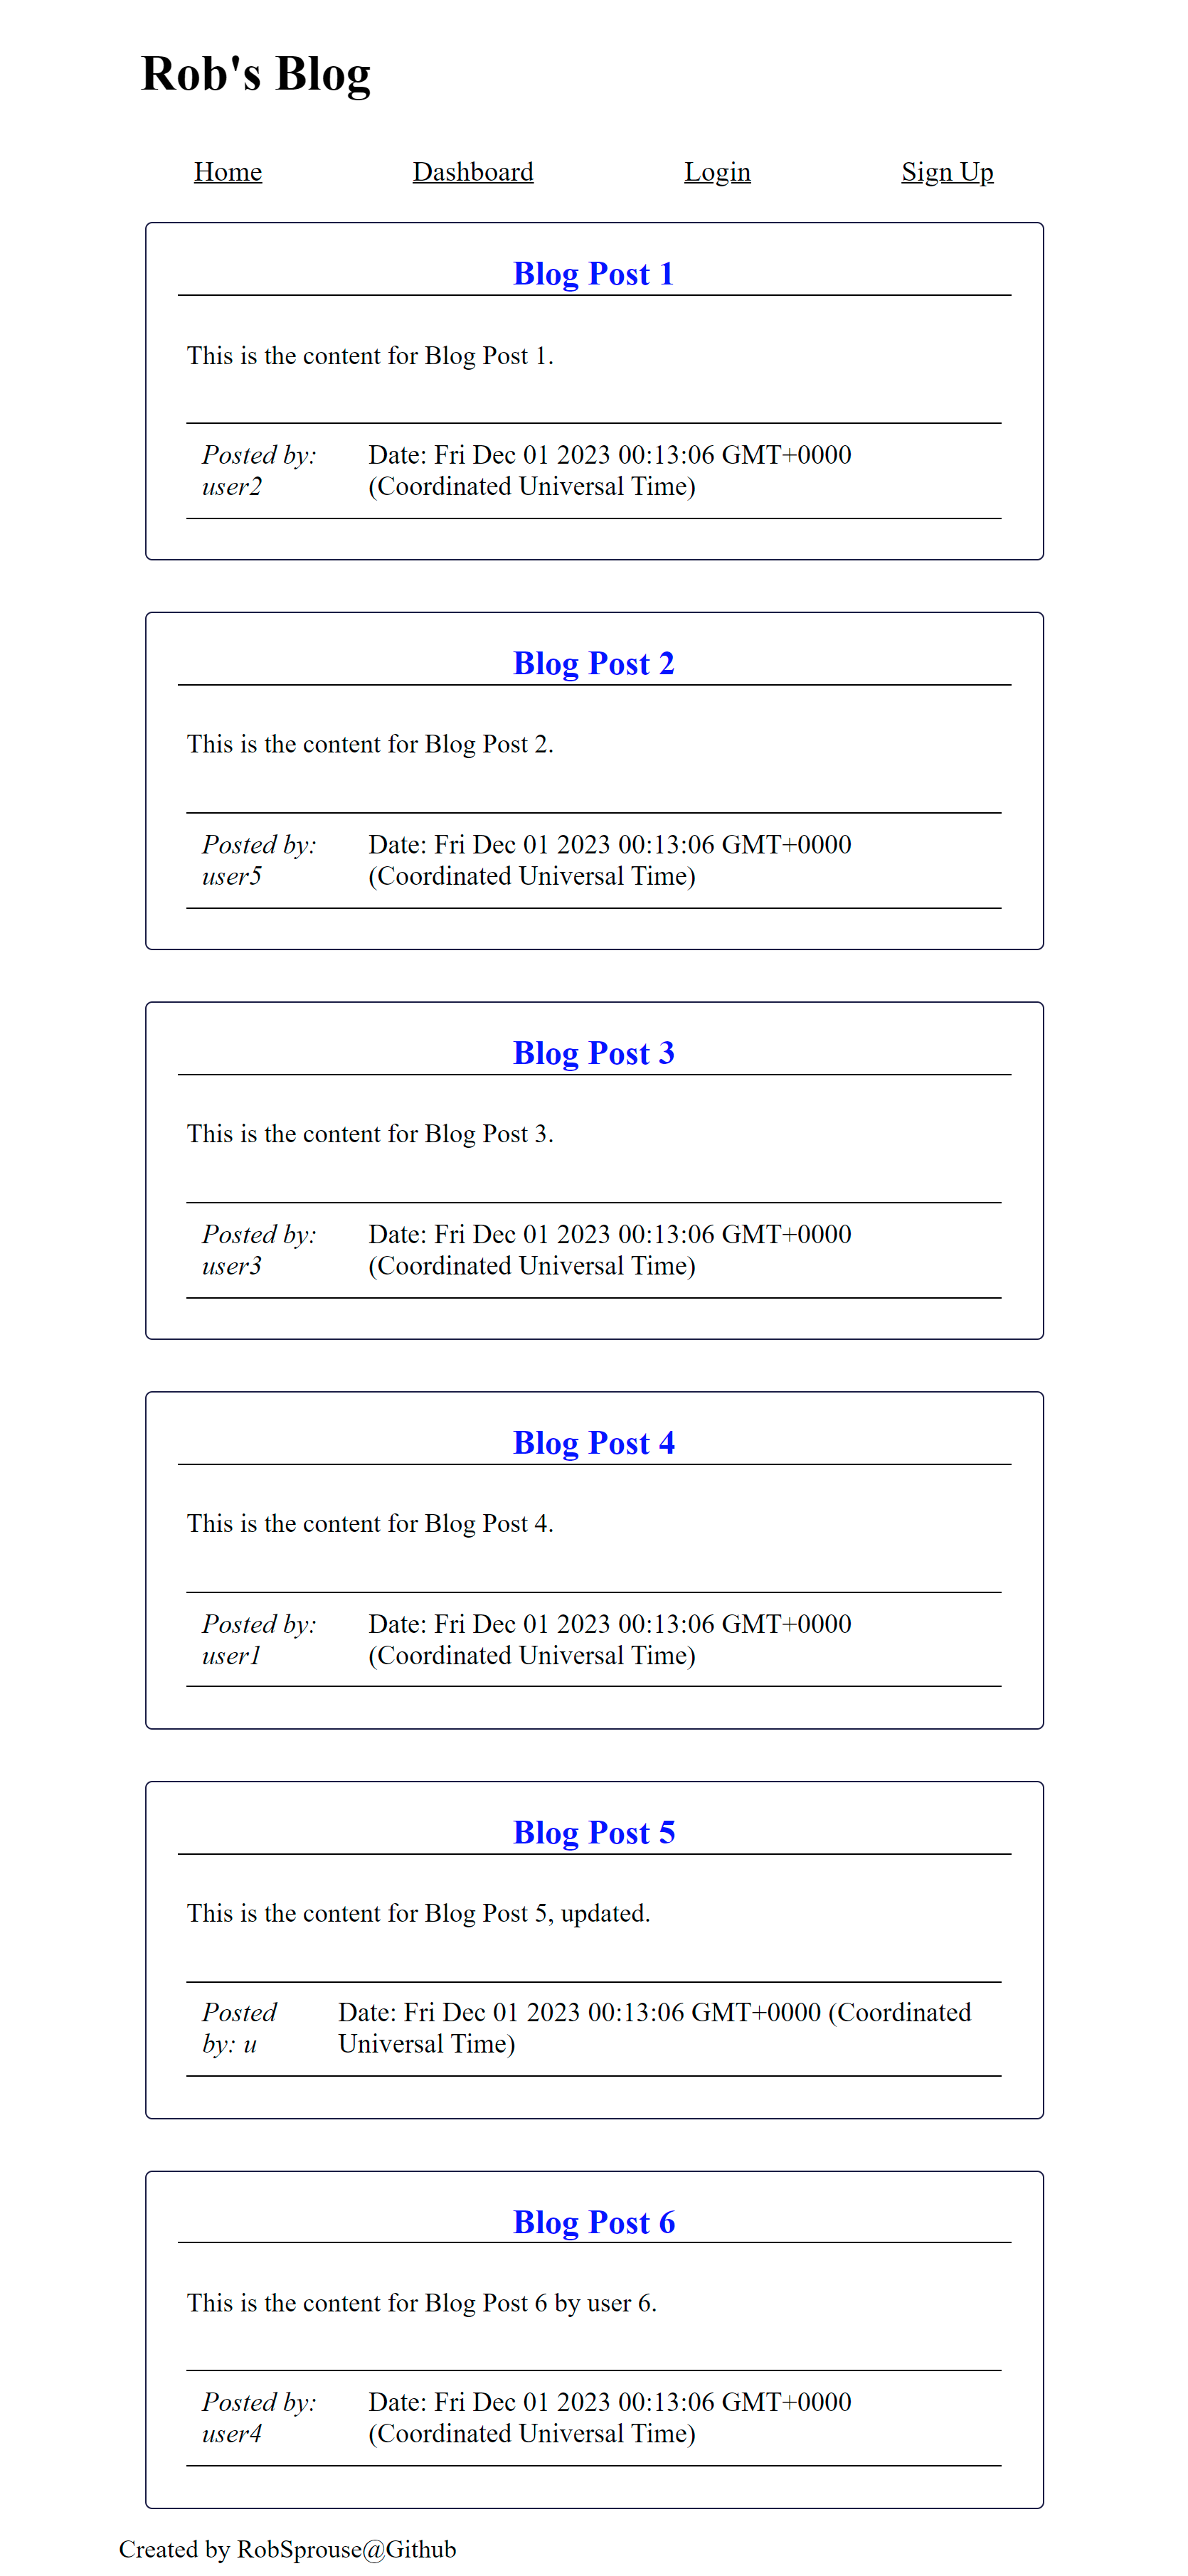 Rob's Blog
Home Dashboard Login Sign Up
Blog Post 1
This is the content for Blog Post 1.
Posted by: user2
Date: Fri Dec 01 2023 00:13:06 GMT+0000
(Coordinated Universal Time)
Blog Post 2
This is the content for Blog Post 2.
Posted by: user5
Date: Fri Dec 01 2023 00:13:06 GMT+0000
(Coordinated Universal Time)
Blog Post 3
This is the content for Blog Post 3.
Posted by: user3
Date: Fri Dec 01 2023 00:13:06 GMT+0000
(Coordinated Universal Time)
Blog Post 4
This is the content for Blog Post 4.
Posted by: user1
Date: Fri Dec 01 2023 00:13:06 GMT+0000
(Coordinated Universal Time)
Blog Post 5
This is the content for Blog Post 5, updated.
Posted by: u
Date: Fri Dec 01 2023 00:13:06 GMT+0000 (Coordinated
Universal Time)
Blog Post 6
This is the content for Blog Post 6 by user 6.
Posted by: user4
Date: Fri Dec 01 2023 00:13:06 GMT+0000
(Coordinated Universal Time)
Created by RobSprouse@Github